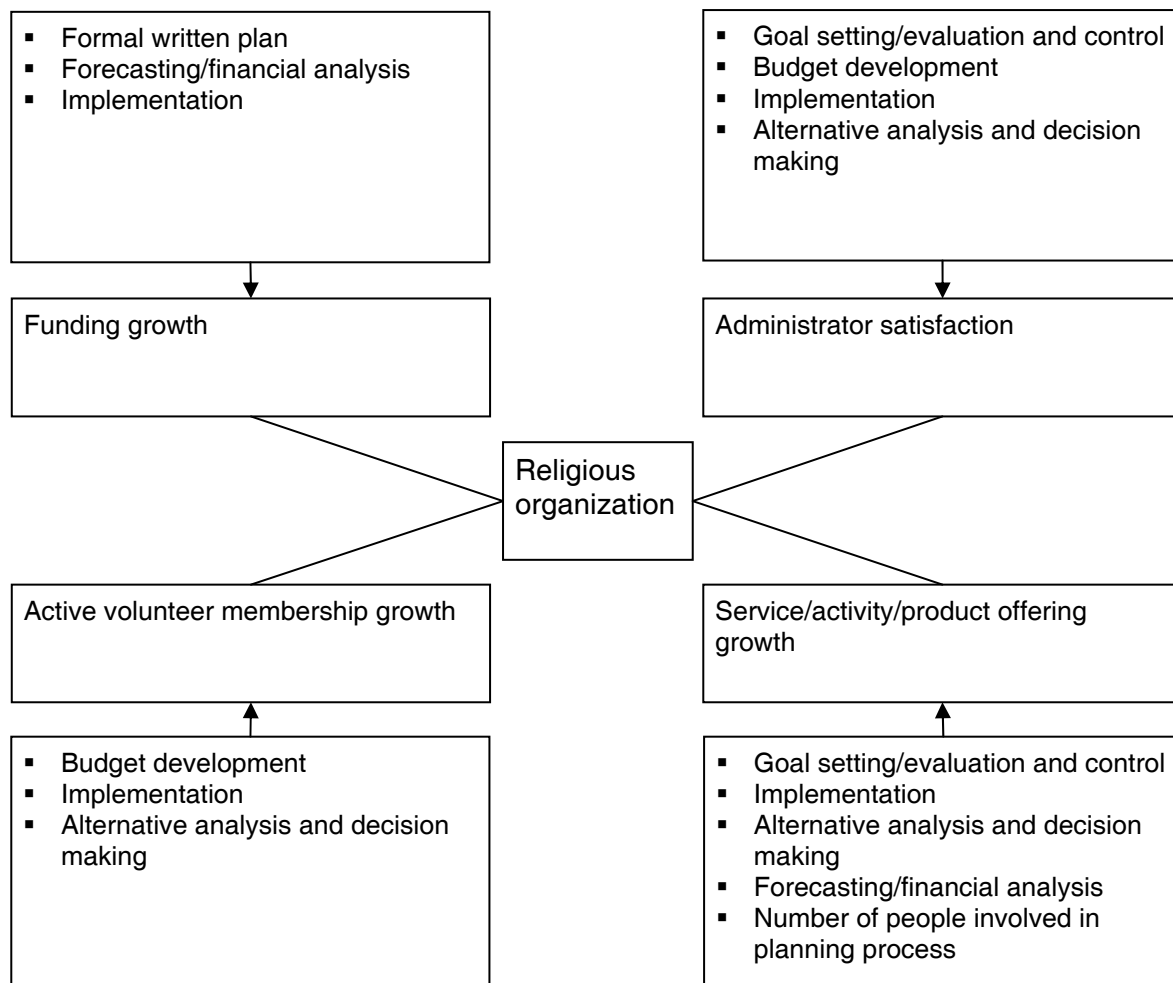 ▪ Formal written plan
▪ Forecasting/financial analysis
▪ Implementation
▪ Goal setting/evaluation and control
▪ Budget development
▪ Implementation
▪ Alternative analysis and decision
making
Funding growth
Administrator satisfaction
Religious
organization
Active volunteer membership growth
Service/activity/product offering
growth
▪ Budget development
▪ Implementation
▪ Alternative analysis and decision
making
▪ Goal setting/evaluation and control
▪ Implementation
▪ Alternative analysis and decision
making
▪ Forecasting/financial analysis
▪ Number of people involved in
planning process